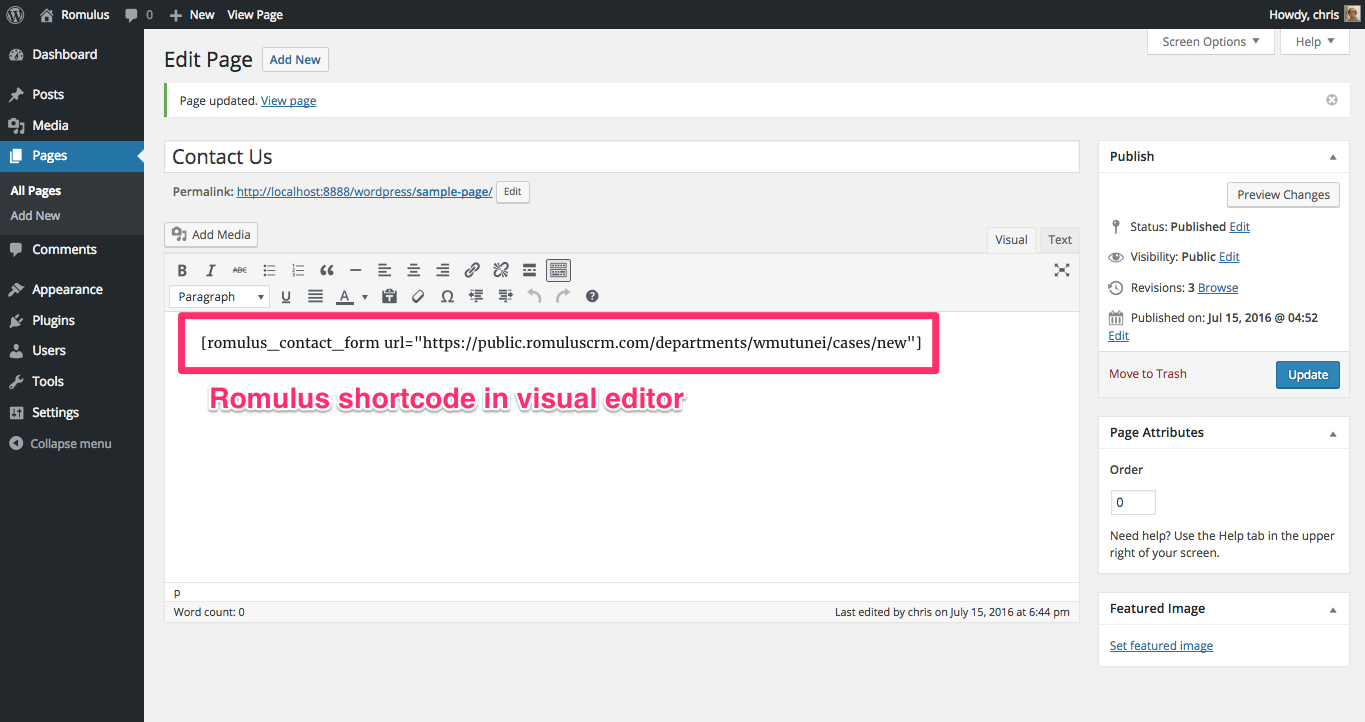 Romulus 0 New View Page Howdy, chris
Dashboard
Posts
Media
Pages
All Pages
Add New
Comments
Appearance
Plugins
Users
Tools
Settings
Collapse menu
Screen Options Help
Edit Page Add New
Page updated. View page
Contact Us
Permalink: http://localhost:8888/wordpress/sample-page/ Edit
Add Media
Visual Text
B I ABC
Paragraph U A
[romulus_contact_form url="https://public.romuluscrm.com/departments/wmutunei/cases/new"]
Romulus shortcode in visual editor
p
Word count: 0 Last edited by chris on July 15, 2016 at 6:44 pm
Publish
Preview Changes
Status: Published Edit
Visibility: Public Edit
Revisions: 3 Browse
Published on: Jul 15, 2016 @ 04:52
Edit
Move to Trash Update
Page Attributes
Order
0
Need help? Use the Help tab in the upper
right of your screen.
Featured Image
Set featured image